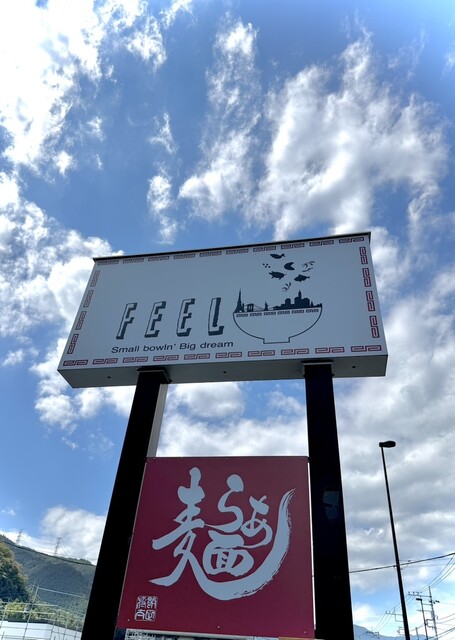 FEEL
Small bowlin' Big dream
らぁ麺